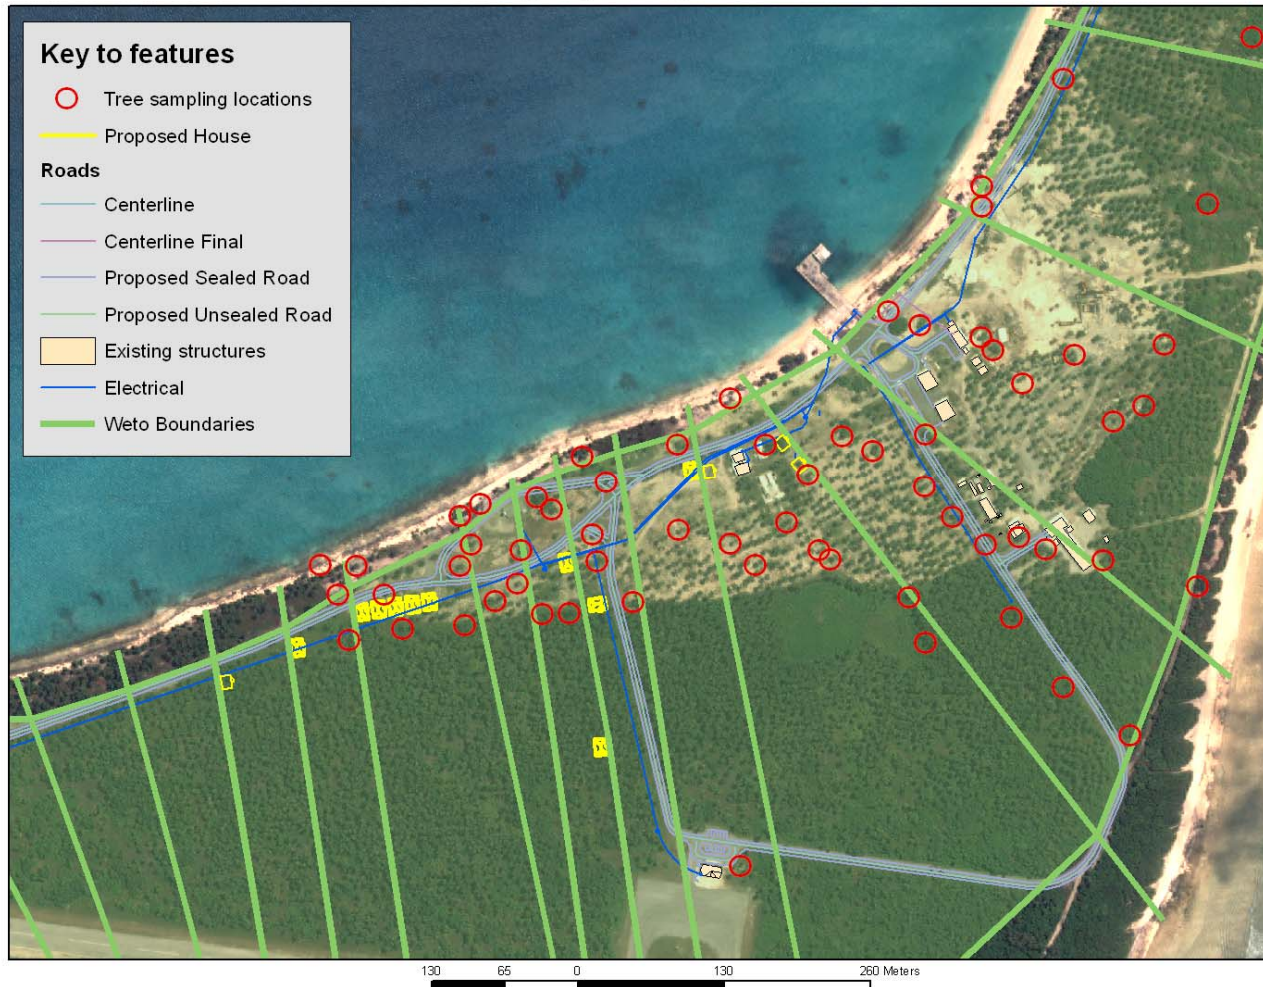 Key to features
Tree sampling locations
Proposed House
Roads
Centerline
Centerline Final
Proposed Sealed Road
Proposed Unsealed Road
Existing structures
Electrical
Weto Boundaries
130 65 0 130 260 Meters